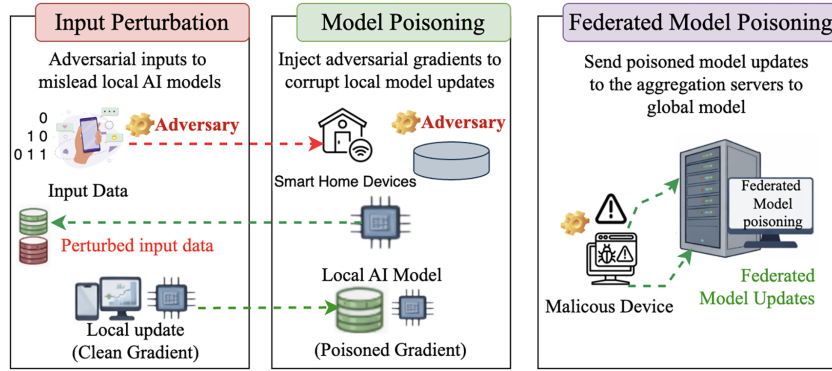 Input Perturbation
Adversarial inputs to
mislead local AI models
0
1 0
0 1 1
Adversary
Input Data
Perturbed input data
Local update
(Clean Gradient)
Model Poisoning
Inject adversarial gradients to
corrupt local model updates
Adversary
Smart Home Devices
Local AI Model
(Poisoned Gradient)
Federated Model Poisoning
Send poisoned model updates
to the aggregation servers to
global model
Federated
Model
poisoning
Malicous Device
Federated
Model Updates